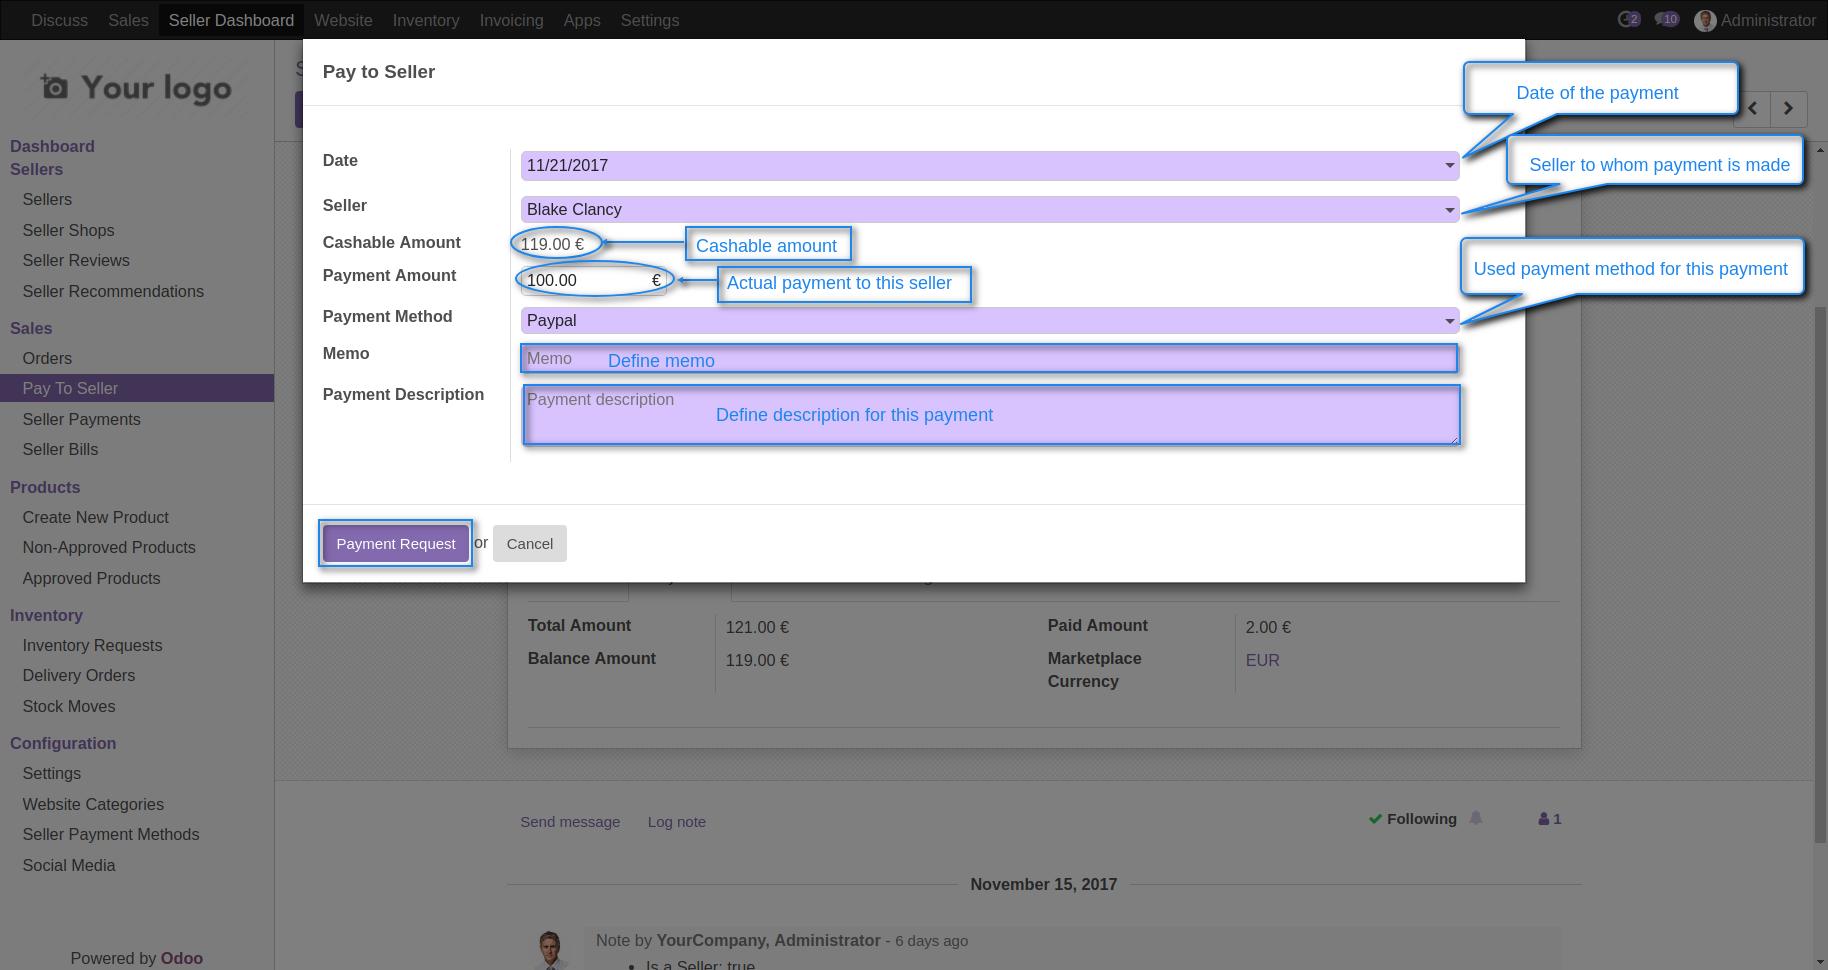 Discuss Sales Seller Dashboard Website Inventory Invoicing Apps Settings 2 10 Administrator
Your logo
Pay to Seller
Date of the payment
Dashboard
Sellers
Date 11/21/2017
Seller to whom payment is made
Sellers
Seller Blake Clancy
Seller Shops
Cashable Amount 119.00 € Cashable amount
Seller Reviews
Payment Amount 100.00 € Actual payment to this seller
Used payment method for this payment
Seller Recommendations
Payment Method Paypal
Sales
Memo Memo Define memo
Orders
Pay To Seller
Payment Description Payment description
Define description for this payment
Seller Payments
Seller Bills
Products
Create New Product
Payment Request or Cancel
Non-Approved Products
Approved Products
Inventory
Total Amount 121.00 € Paid Amount 2.00 €
Inventory Requests
Balance Amount 119.00 € Marketplace Currency EUR
Delivery Orders
Stock Moves
Configuration
Settings
Website Categories
Send message Log note Following 1
Seller Payment Methods
Social Media
November 15, 2017
Note by YourCompany, Administrator - 6 days ago
Powered by Odoo
Is a Seller: true